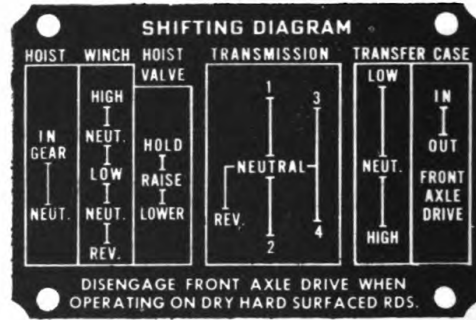 SHIFTING DIAGRAM
HOIST WINCH HOIST VALVE TRANSMISSION TRANSFER CASE
IN GEAR
NEUT.
HIGH
NEUT.
LOW
NEUT.
REV.
HOLD
RAISE
LOWER
1 3
NEUTRAL
REV.
2 4
LOW
NEUT.
HIGH
IN
OUT
FRONT
AXLE
DRIVE
DISENGAGE FRONT AXLE DRIVE WHEN
OPERATING ON DRY HARD SURFACED RDS.